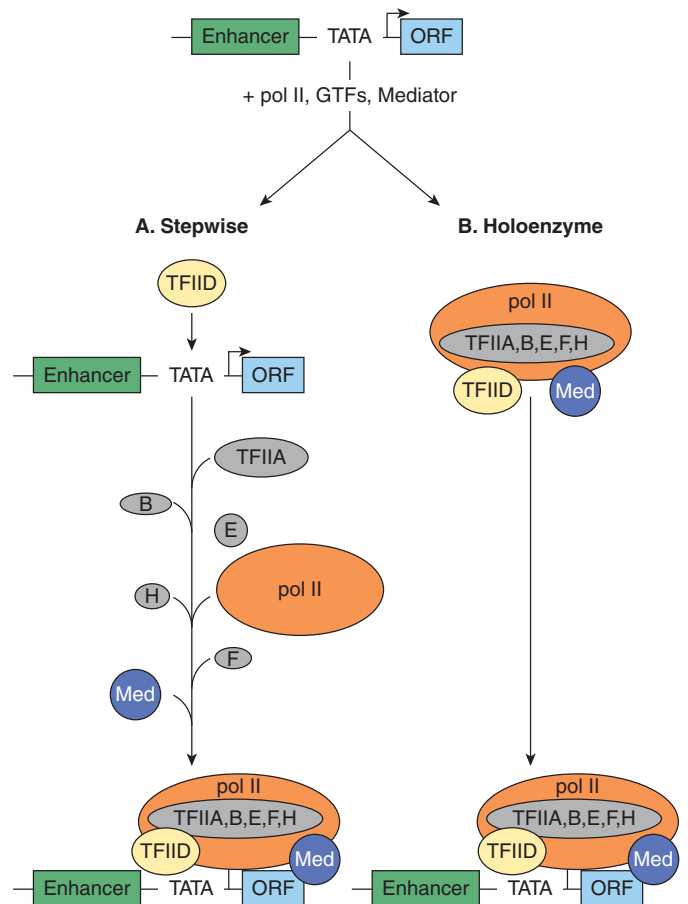 Enhancer TATA ORF
+ pol II, GTFs, Mediator
A. Stepwise
TFIID
Enhancer TATA ORF
TFIIA
B
E
H
pol II
F
Med
pol II
TFIIA,B,E,F,H
TFIID
Med
Enhancer TATA ORF
B. Holoenzyme
pol II
TFIIA,B,E,F,H
TFIID
Med
pol II
TFIIA,B,E,F,H
TFIID
Med
Enhancer TATA ORF